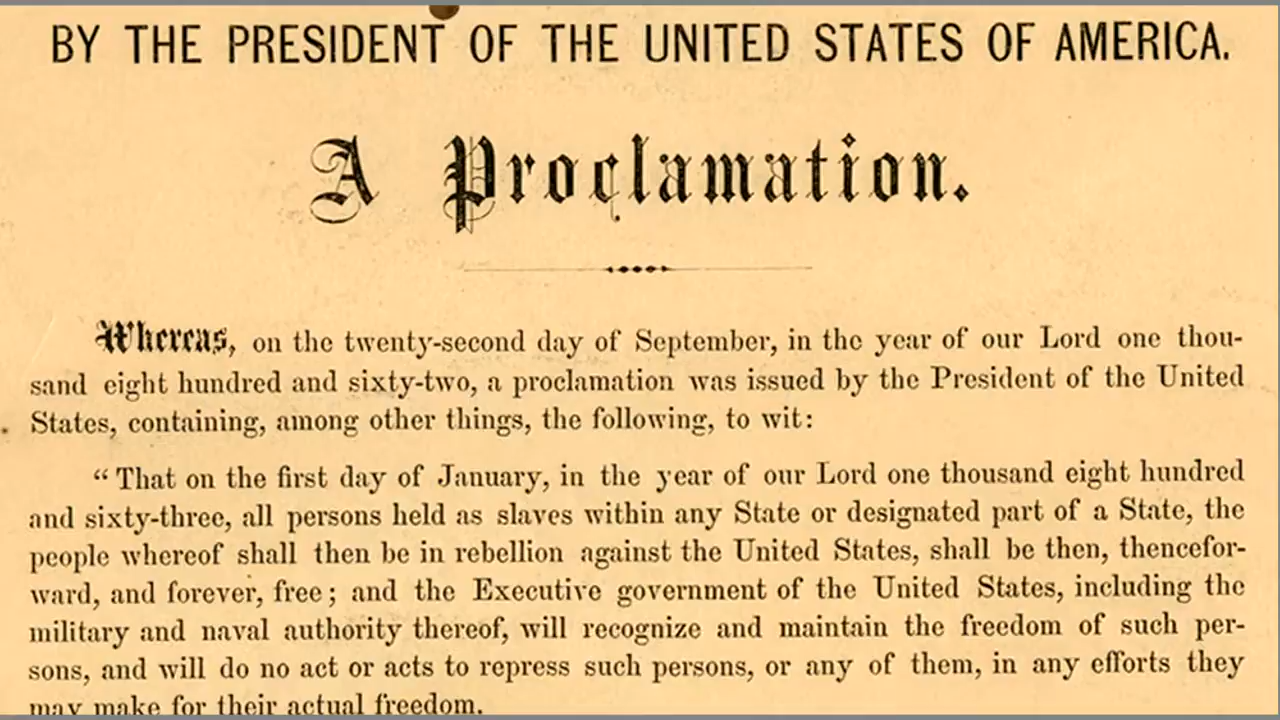 BY THE PRESIDENT OF THE UNITED STATES OF AMERICA.
A Proclamation.
Whereas, on the twenty-second day of September, in the year of our Lord one thou-
sand eight hundred and sixty-two, a proclamation was issued by the President of the United
States, containing, among other things, the following, to wit:
“ That on the first day of January, in the year of our Lord one thousand eight hundred
and sixty-three, all persons held as slaves within any State or designated part of a State, the
people whereof shall then be in rebellion against the United States, shall be then, thencefor-
ward, and forever, free; and the Executive government of the United States, including the
military and naval authority thereof, will recognize and maintain the freedom of such per-
sons, and will do no act or acts to repress such persons, or any of them, in any efforts they
may make for their actual freedom.